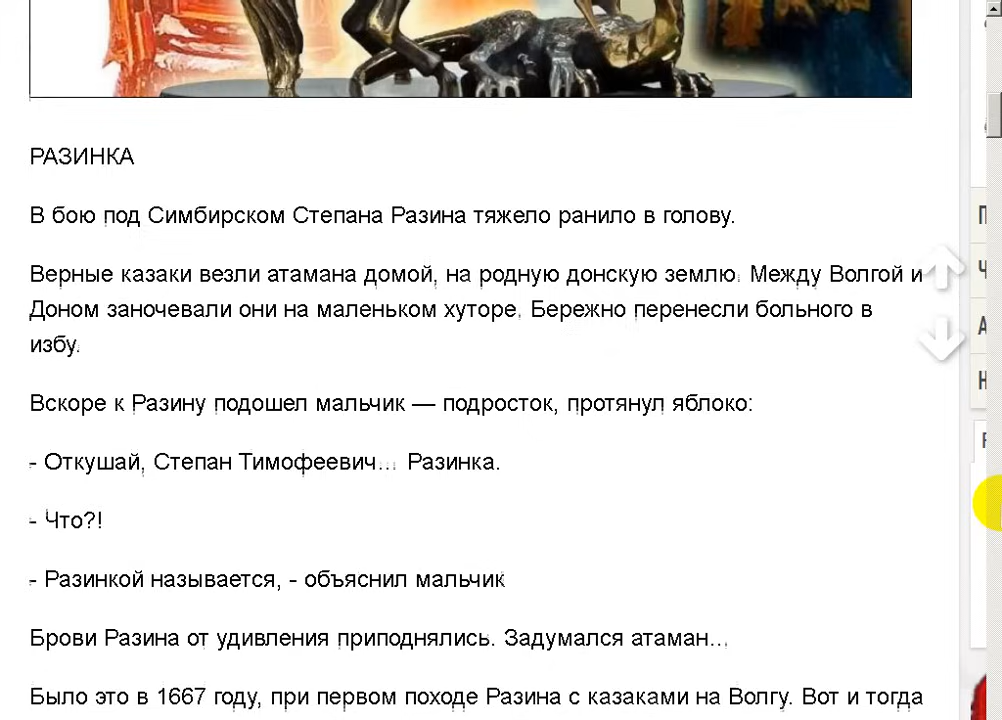 РАЗИНКА
В бою под Симбирском Степана Разина тяжело ранило в голову.
Верные казаки везли атамана домой, на родную донскую землю. Между Волгой и
Доном заночевали они на маленьком хуторе. Бережно перенесли больного в
избу.
Вскоре к Разину подошел мальчик — подросток, протянул яблоко:
- Откушай, Степан Тимофеевич... Разинка.
- Что?!
- Разинкой называется, - объяснил мальчик
Брови Разина от удивления приподнялись. Задумался атаман...
Было это в 1667 году, при первом походе Разина с казаками на Волгу. Вот и тогда
П
Ч
А
Н